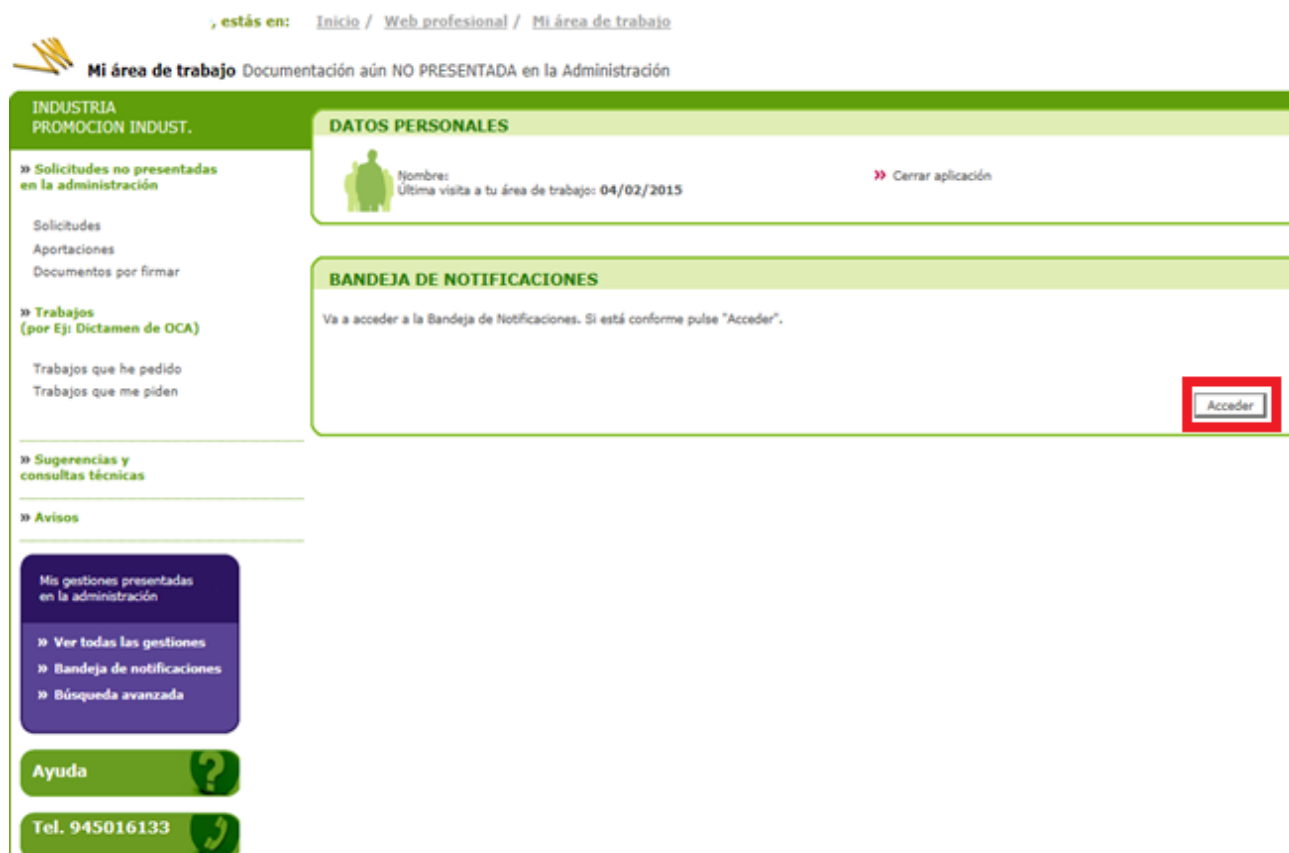 , estás en: Inicio / Web profesional / Mi área de trabajo
Mi área de trabajo Documentación aún NO PRESENTADA en la Administración
INDUSTRIA
PROMOCION INDUST.
» Solicitudes no presentadas
en la administración
Solicitudes
Aportaciones
Documentos por firmar
» Trabajos
(por Ej: Dictamen de OCA)
Trabajos que he pedido
Trabajos que me piden
» Sugerencias y
consultas técnicas
» Avisos
Mis gestiones presentadas
en la administración
» Ver todas las gestiones
» Bandeja de notificaciones
» Búsqueda avanzada
Ayuda
?
Tel. 945016133
DATOS PERSONALES
Nombre:
Última visita a tu área de trabajo: 04/02/2015
» Cerrar aplicación
BANDEJA DE NOTIFICACIONES
Va a acceder a la Bandeja de Notificaciones. Si está conforme pulse "Acceder".
Acceder